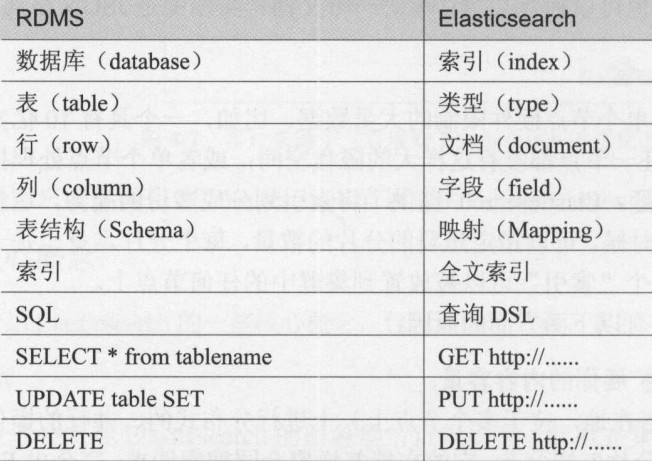 RDMS Elasticsearch
数据库（database） 索引（index）
表（table） 类型（type）
行（row） 文档（document）
列（column） 字段（field）
表结构（Schema） 映射（Mapping）
索引 全文索引
SQL 查询 DSL
SELECT * from tablename GET http://......
UPDATE table SET PUT http://......
DELETE DELETE http://......